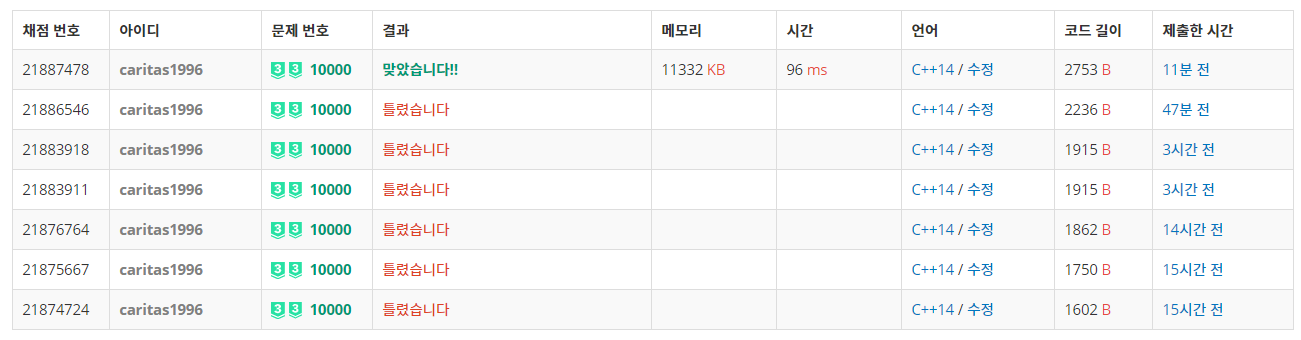 채점 번호 아이디 문제 번호 결과 메모리 시간 언어 코드 길이 제출한 시간
21887478 caritas1996 3 3 10000 맞았습니다!! 11332 KB 96 ms C++14 / 수정 2753 B 11분 전
21886546 caritas1996 3 3 10000 틀렸습니다 C++14 / 수정 2236 B 47분 전
21883918 caritas1996 3 3 10000 틀렸습니다 C++14 / 수정 1915 B 3시간 전
21883911 caritas1996 3 3 10000 틀렸습니다 C++14 / 수정 1915 B 3시간 전
21876764 caritas1996 3 3 10000 틀렸습니다 C++14 / 수정 1862 B 14시간 전
21875667 caritas1996 3 3 10000 틀렸습니다 C++14 / 수정 1750 B 15시간 전
21874724 caritas1996 3 3 10000 틀렸습니다 C++14 / 수정 1602 B 15시간 전